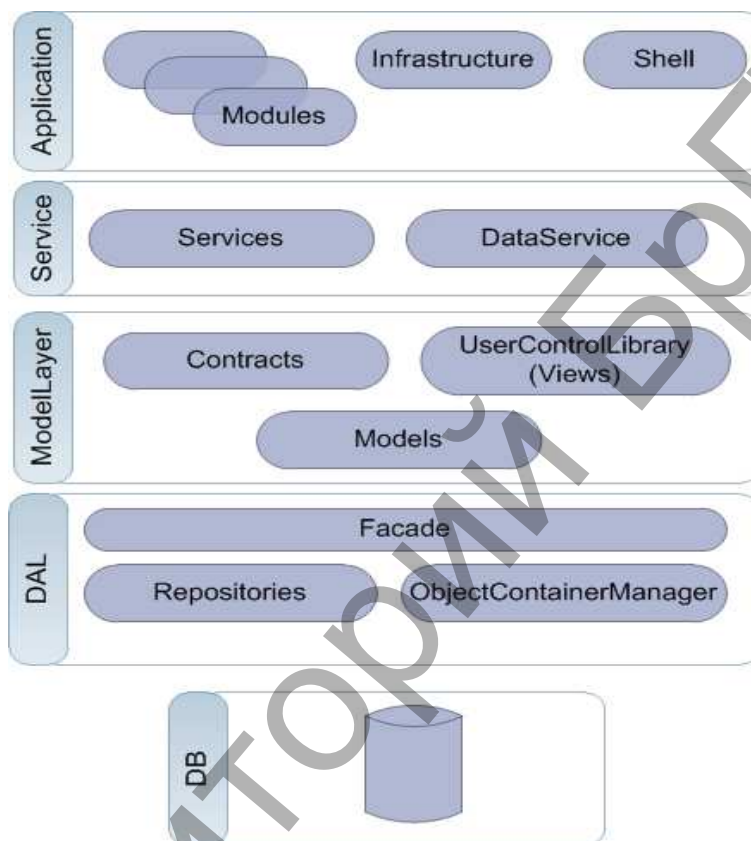 Application
Infrastructure
Shell
Modules
Service
Services
DataService
ModelLayer
Contracts
UserControlLibrary
(Views)
Models
DAL
Facade
Repositories
ObjectContainerManager
DB